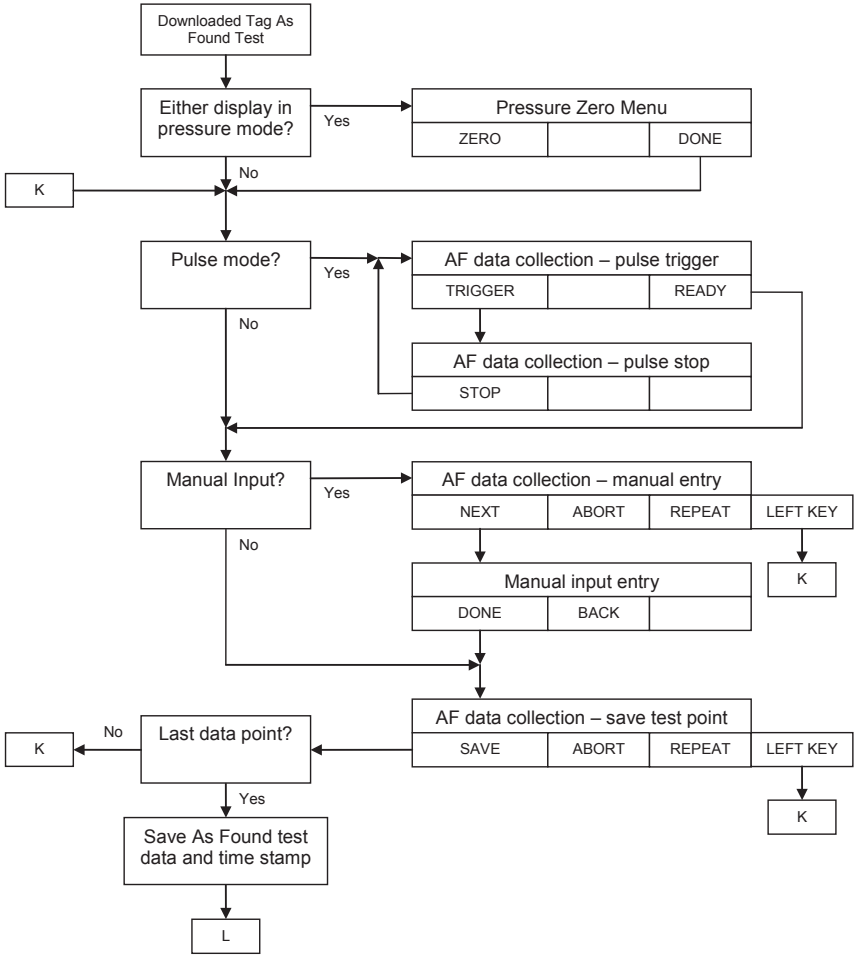 Downloaded Tag As
Found Test
Either display in
pressure mode?
Yes
Pressure Zero Menu
ZERO
DONE
No
K
Pulse mode?
Yes
AF data collection – pulse trigger
TRIGGER
READY
No
AF data collection – pulse stop
STOP
Manual Input?
Yes
AF data collection – manual entry
NEXT
ABORT
REPEAT
LEFT KEY
No
K
Manual input entry
DONE
BACK
AF data collection – save test point
SAVE
ABORT
REPEAT
LEFT KEY
Last data point?
No
K
K
Yes
Save As Found test
data and time stamp
L